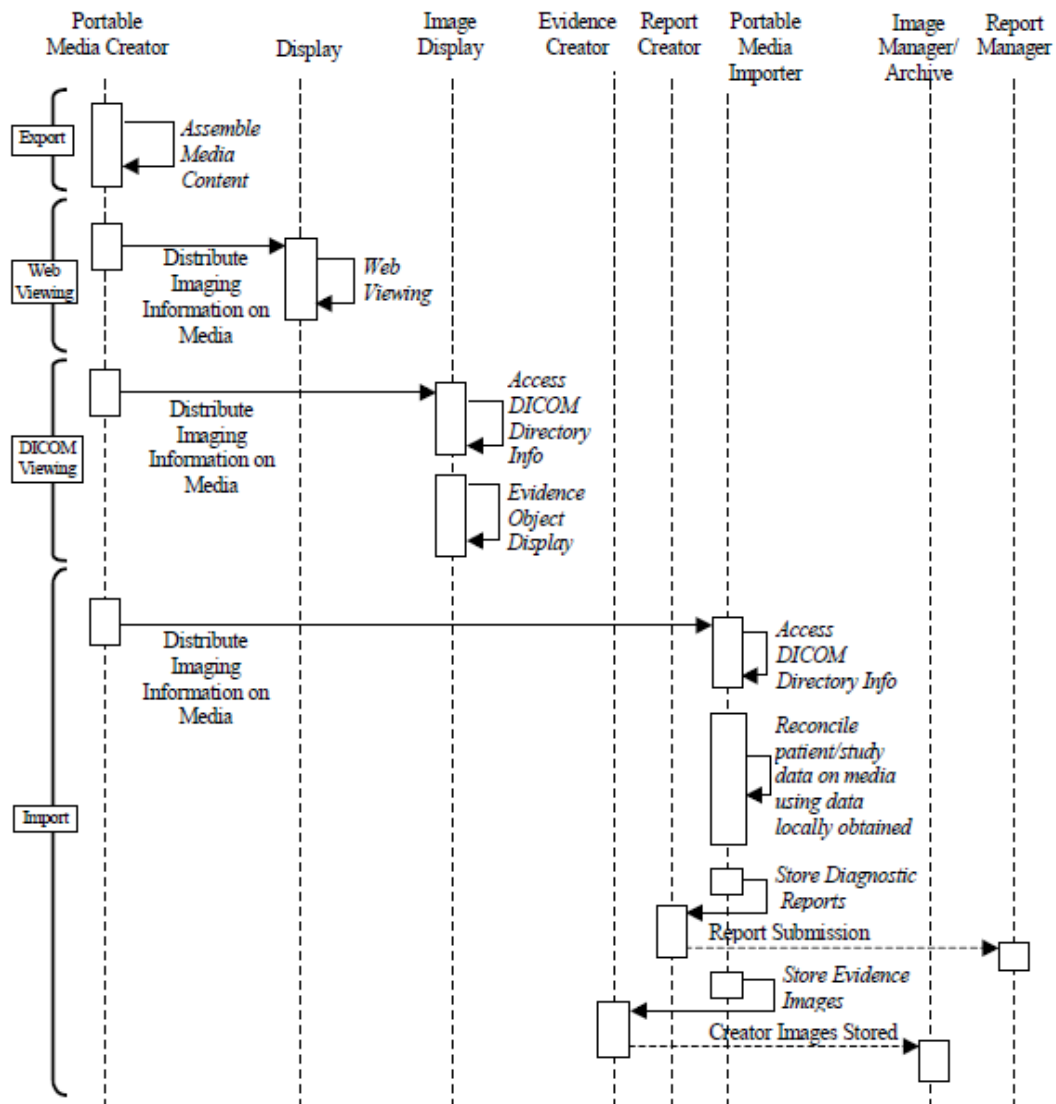 Portable
Media Creator
Display
Image
Display
Evidence
Creator
Report
Creator
Portable
Media
Importer
Image
Manager/
Archive
Report
Manager
Export
Assemble
Media
Content
Web
Viewing
Distribute
Imaging
Information on
Media
Web
Viewing
DICOM
Viewing
Distribute
Imaging
Information on
Media
Access
DICOM
Directory
Info
Evidence
Object
Display
Import
Distribute
Imaging
Information on
Media
Access
DICOM
Directory Info
Reconcile
patient/study
data on media
using data
locally obtained
Store Diagnostic
Reports
Report Submission
Store Evidence
Images
Creator Images Stored